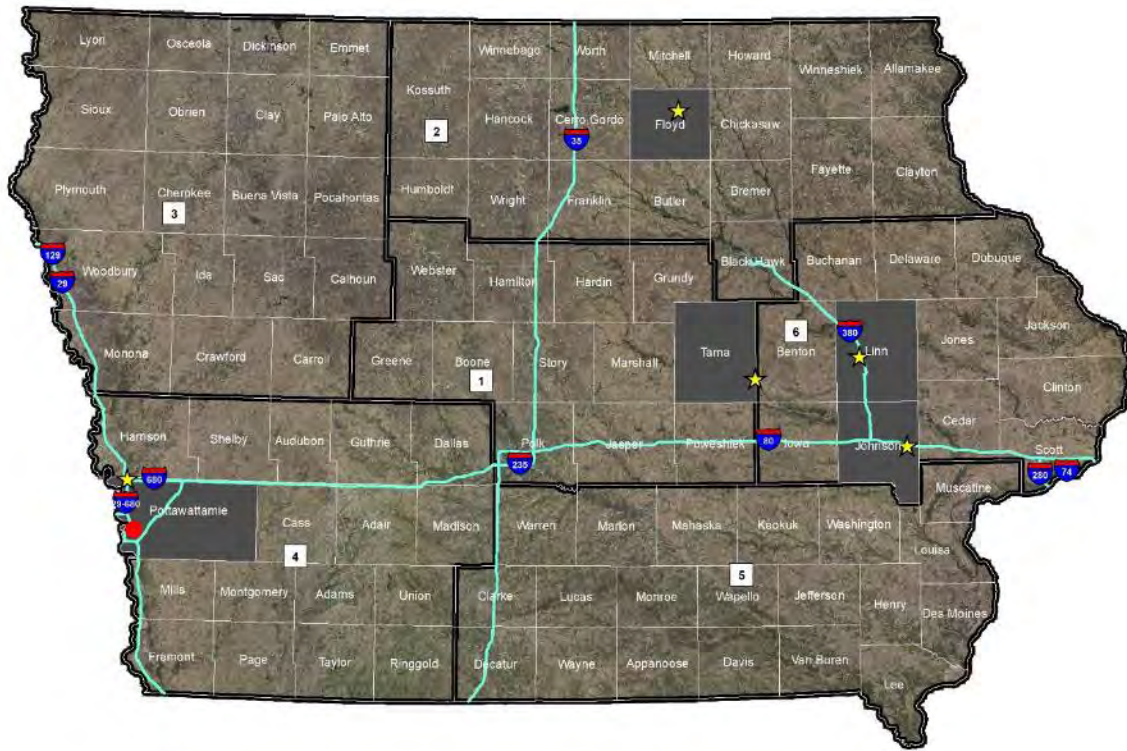 Lyon Osceola Dickinson Emmet Winnebago Worth Mitchell Howard Winneshiek Allamakee
Kossuth
Sioux Obrien Clay Palo Alto Hancock Cerro Gordo Floyd Chickasaw
2
35
Fayette Clayton
Plymouth Cherokee Buena Vista Pocahontas Humboldt Wright Franklin Butler Bremer
3
129
29
Woodbury Ida Sac Calhoun Webster Hamilton Hardin Grundy Black Hawk Buchanan Delaware Dubuque
380
6
Monona Crawford Carro Greene Boone Story Marshall Tama Benton Linn Jones Jackson
1
Clinton
Cedar
Harrison Shelby Audubon Guthrie Dallas Polk Jasper Poweshiek Iowa Johnson Scott
80
235
680
280
74
29-680
Muscatine
Pottawattamie Cass Adair Madison Warren Marion Mahaska Keokuk Washington
Louisa
4
5
Mills Montgomery Adams Union Clarke Lucas Monroe Wapello Jefferson Henry
Des Moines
Fremont Page Taylor Ringgold Decatur Wayne Appanoose Davis Van Buren
Lee